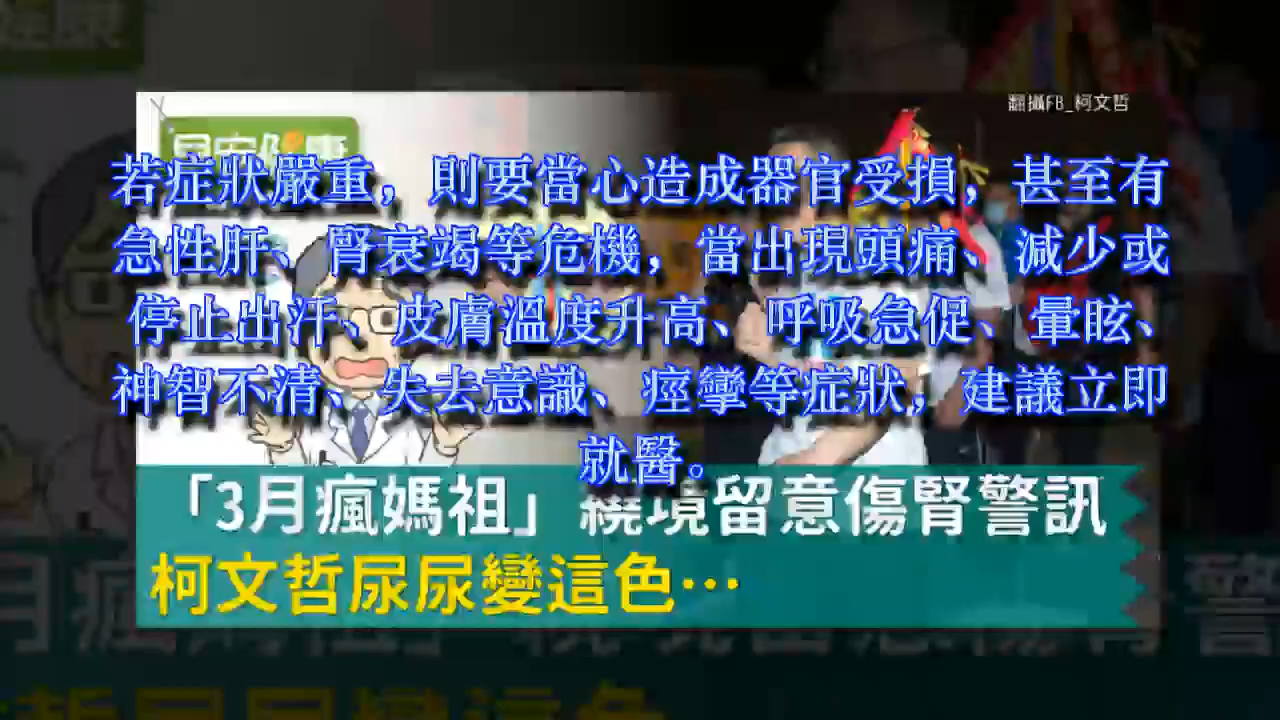 翻攝FB_柯文哲
早安健康
若症狀嚴重，則要當心造成器官受損，甚至有
急性肝、腎衰竭等危機，當出現頭痛、減少或
停止出汗、皮膚溫度升高、呼吸急促、暈眩、
神智不清、失去意識、痙攣等症狀，建議立即
就醫。
「3月瘋媽祖」繞境留意傷腎警訊
柯文哲尿尿變這色…